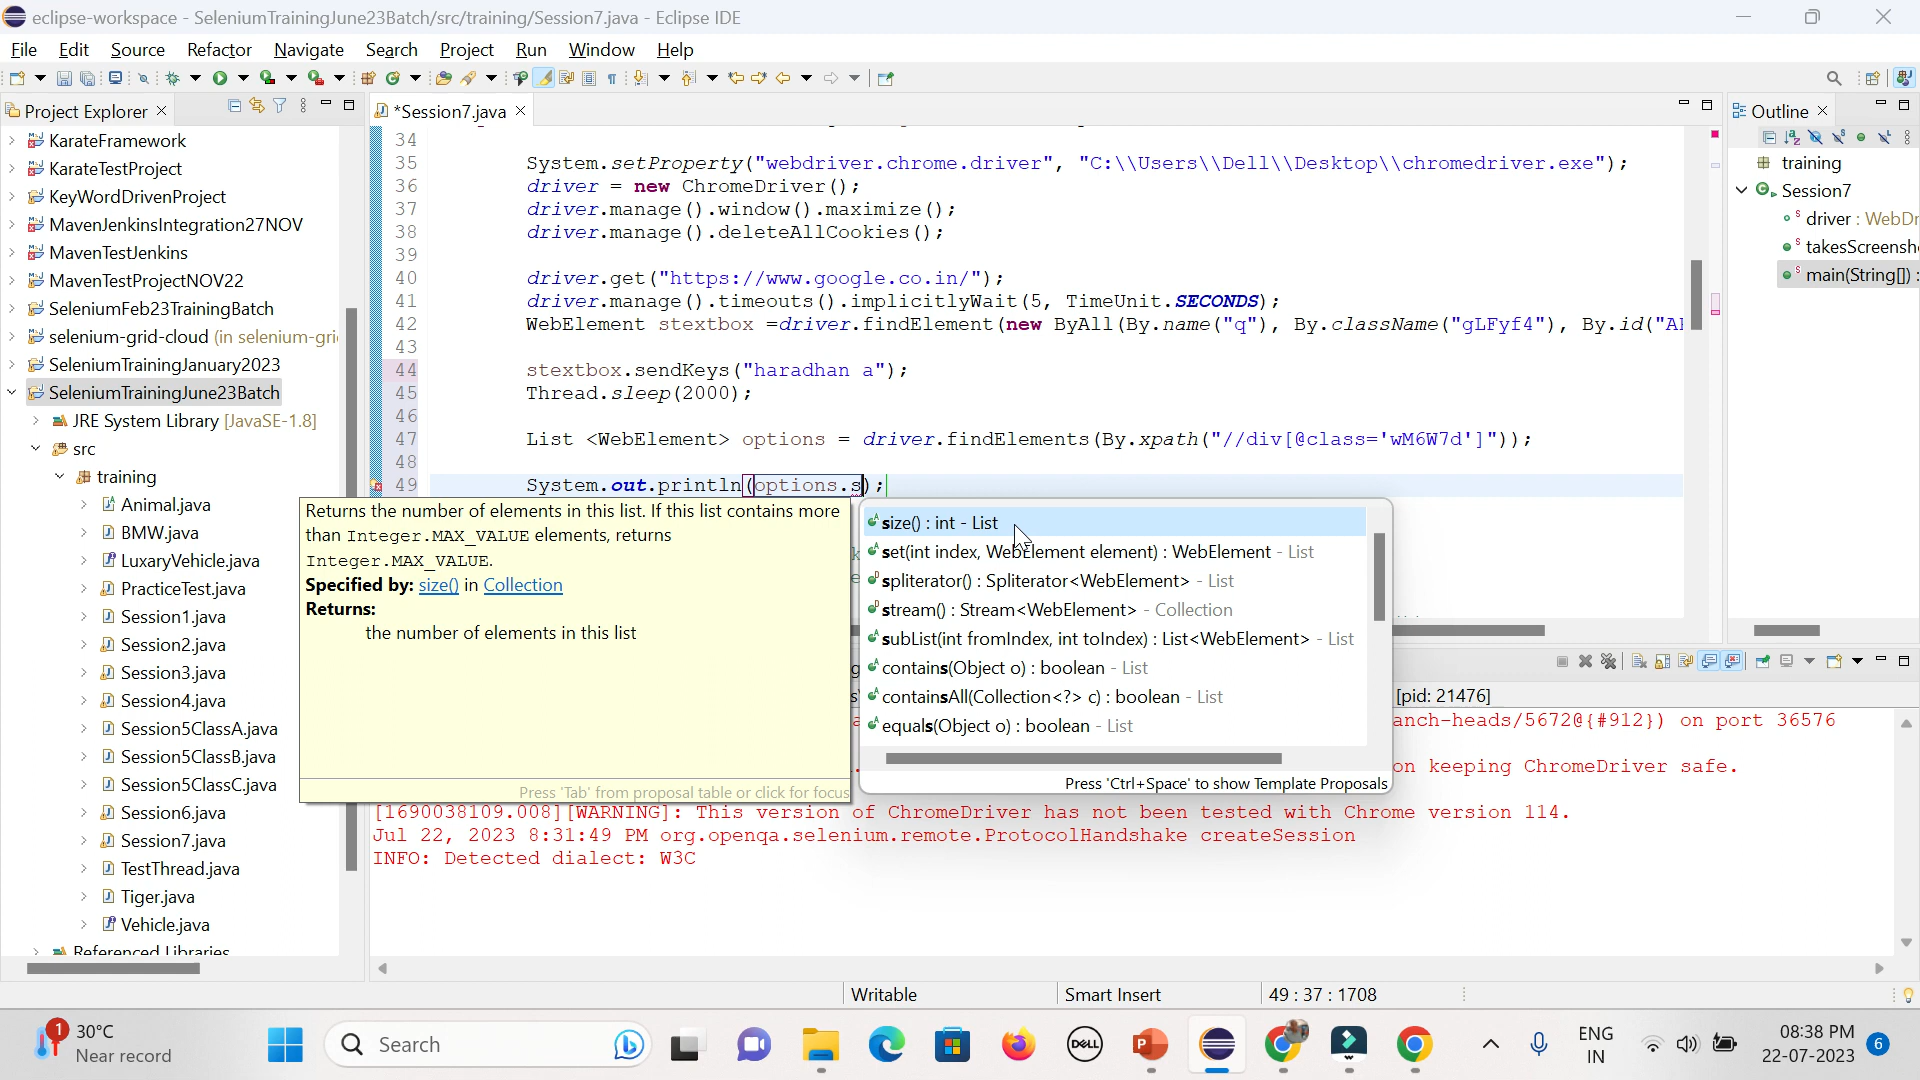 eclipse-workspace - SeleniumTrainingJune23Batch/src/training/Session7.java - Eclipse IDE
File Edit Source Refactor Navigate Search Project Run Window Help
Project Explorer
*Session7.java
Outline
KarateFramework
KarateTestProject
KeyWordDrivenProject
MavenJenkinsIntegration27NOV
MavenTestJenkins
MavenTestProjectNOV22
SeleniumFeb23TrainingBatch
selenium-grid-cloud (in selenium-gri
SeleniumTrainingJanuary2023
SeleniumTrainingJune23Batch
JRE System Library [JavaSE-1.8]
src
training
Animal.java
BMW.java
LuxaryVehicle.java
PracticeTest.java
Session1.java
Session2.java
Session3.java
Session4.java
Session5ClassA.java
Session5ClassB.java
Session5ClassC.java
Session6.java
Session7.java
TestThread.java
Tiger.java
Vehicle.java
Referenced Libraries
34
35 System.setProperty("webdriver.chrome.driver", "C:\\Users\\Dell\\Desktop\\chromedriver.exe");
36 driver = new ChromeDriver();
37 driver.manage().window().maximize();
38 driver.manage().deleteAllCookies();
39
40 driver.get("https://www.google.co.in/");
41 driver.manage().timeouts().implicitlyWait(5, TimeUnit.SECONDS);
42 WebElement stextbox =driver.findElement(new ByAll(By.name("q"), By.className("gLFyf4"), By.id("A
43
44 stextbox.sendKeys("haradhan a");
45 Thread.sleep(2000);
46
47 List <WebElement> options = driver.findElements(By.xpath("//div[@class='wM6W7d']"));
48
49 System.out.println(options.s);
Returns the number of elements in this list. If this list contains more
than Integer.MAX_VALUE elements, returns
Integer.MAX_VALUE.
Specified by: size() in Collection
Returns:
the number of elements in this list
Press 'Tab' from proposal table or click for focus
size() : int - List
set(int index, WebElement element) : WebElement - List
spliterator() : Spliterator<WebElement> - List
stream() : Stream<WebElement> - Collection
subList(int fromIndex, int toIndex) : List<WebElement> - List
contains(Object o) : boolean - List
containsAll(Collection<?> c) : boolean - List
equals(Object o) : boolean - List
Press 'Ctrl+Space' to show Template Proposals
training
Session7
driver : WebDr
takesScreensh
main(String[]) :
[pid: 21476]
anch-heads/5672@{#912}) on port 36576
on keeping ChromeDriver safe.
[1690038109.008][WARNING]: This version of ChromeDriver has not been tested with Chrome version 114.
Jul 22, 2023 8:31:49 PM org.openqa.selenium.remote.ProtocolHandshake createSession
INFO: Detected dialect: W3C
Writable
Smart Insert
49 : 37 : 1708
1
30°C
Near record
Search
DELL
ENG
IN
08:38 PM
22-07-2023
6